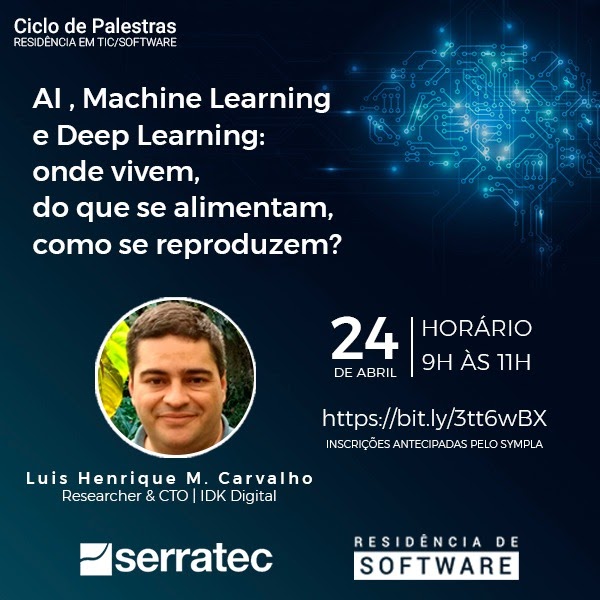 Ciclo de Palestras
RESIDÊNCIA EM TIC/SOFTWARE
AI , Machine Learning
e Deep Learning:
onde vivem,
do que se alimentam,
como se reproduzem?
24
DE ABRIL
HORÁRIO
9H ÀS 11H
https://bit.ly/3tt6wBX
INSCRIÇÕES ANTECIPADAS PELO SYMPLA
Luis Henrique M. Carvalho
Researcher & CTO | IDK Digital
serratec
RESIDÊNCIA DE
SOFTWARE